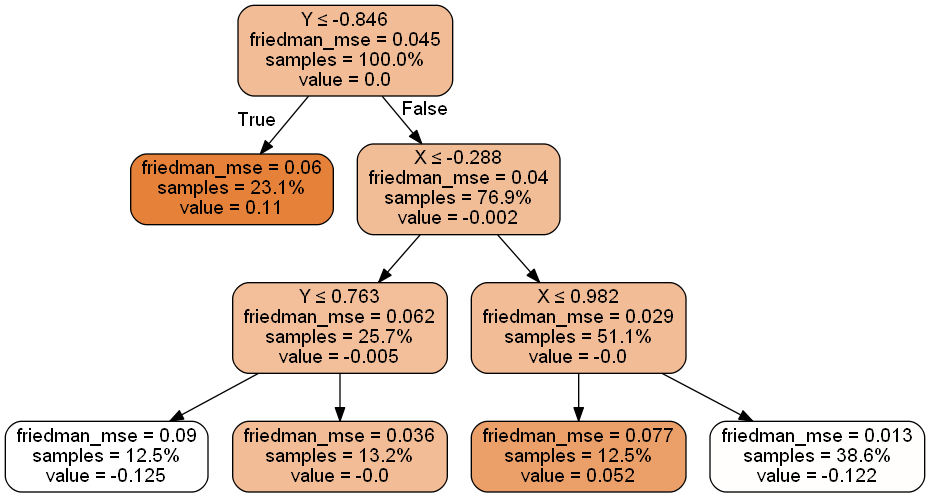 Y ≤ -0.846
friedman_mse = 0.045
samples = 100.0%
value = 0.0
True
False
friedman_mse = 0.06
samples = 23.1%
value = 0.11
X ≤ -0.288
friedman_mse = 0.04
samples = 76.9%
value = -0.002
Y ≤ 0.763
friedman_mse = 0.062
samples = 25.7%
value = -0.005
X ≤ 0.982
friedman_mse = 0.029
samples = 51.1%
value = -0.0
friedman_mse = 0.09
samples = 12.5%
value = -0.125
friedman_mse = 0.036
samples = 13.2%
value = -0.0
friedman_mse = 0.077
samples = 12.5%
value = 0.052
friedman_mse = 0.013
samples = 38.6%
value = -0.122